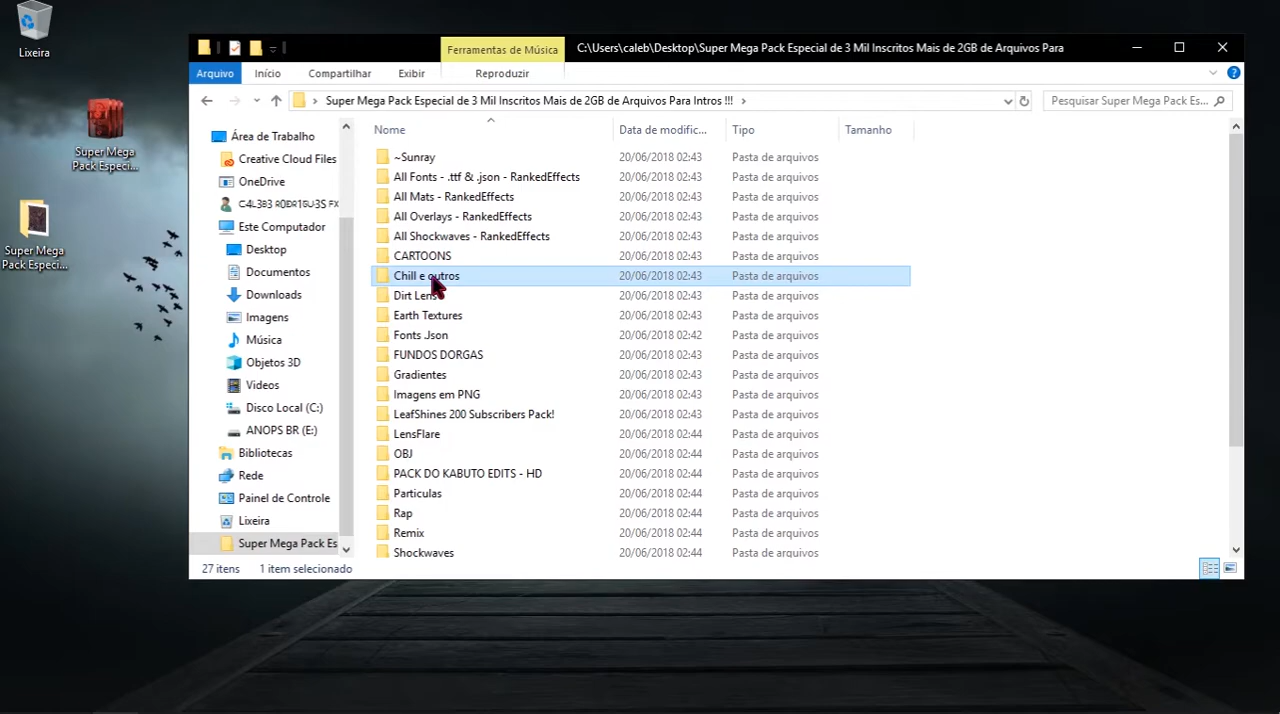 Lixeira
Super Mega
Pack Especi...
Super Mega
Pack Especi...
Ferramentas de Música
C:\Users\caleb\Desktop\Super Mega Pack Especial de 3 Mil Inscritos Mais de 2GB de Arquivos Para
Arquivo
Início
Compartilhar
Exibir
Reproduzir
Super Mega Pack Especial de 3 Mil Inscritos Mais de 2GB de Arquivos Para Intros !!!
Pesquisar Super Mega Pack Es...
Área de Trabalho
Creative Cloud Files
OneDrive
C4L3B3 R0DR1GU3S FX
Este Computador
Desktop
Documentos
Downloads
Imagens
Música
Objetos 3D
Vídeos
Disco Local (C:)
ANOPS BR (E:)
Bibliotecas
Rede
Painel de Controle
Lixeira
Super Mega Pack Es
Nome Data de modific... Tipo Tamanho
~Sunray 20/06/2018 02:43 Pasta de arquivos
All Fonts - .ttf & .json - RankedEffects 20/06/2018 02:43 Pasta de arquivos
All Mats - RankedEffects 20/06/2018 02:43 Pasta de arquivos
All Overlays - RankedEffects 20/06/2018 02:43 Pasta de arquivos
All Shockwaves - RankedEffects 20/06/2018 02:43 Pasta de arquivos
CARTOONS 20/06/2018 02:43 Pasta de arquivos
Chill e outros 20/06/2018 02:43 Pasta de arquivos
Dirt Lens 20/06/2018 02:43 Pasta de arquivos
Earth Textures 20/06/2018 02:43 Pasta de arquivos
Fonts Json 20/06/2018 02:42 Pasta de arquivos
FUNDOS DORGAS 20/06/2018 02:43 Pasta de arquivos
Gradientes 20/06/2018 02:43 Pasta de arquivos
Imagens em PNG 20/06/2018 02:43 Pasta de arquivos
LeafShines 200 Subscribers Pack! 20/06/2018 02:43 Pasta de arquivos
LensFlare 20/06/2018 02:44 Pasta de arquivos
OBJ 20/06/2018 02:44 Pasta de arquivos
PACK DO KABUTO EDITS - HD 20/06/2018 02:44 Pasta de arquivos
Particulas 20/06/2018 02:44 Pasta de arquivos
Rap 20/06/2018 02:44 Pasta de arquivos
Remix 20/06/2018 02:44 Pasta de arquivos
Shockwaves 20/06/2018 02:44 Pasta de arquivos
27 itens 1 item selecionado